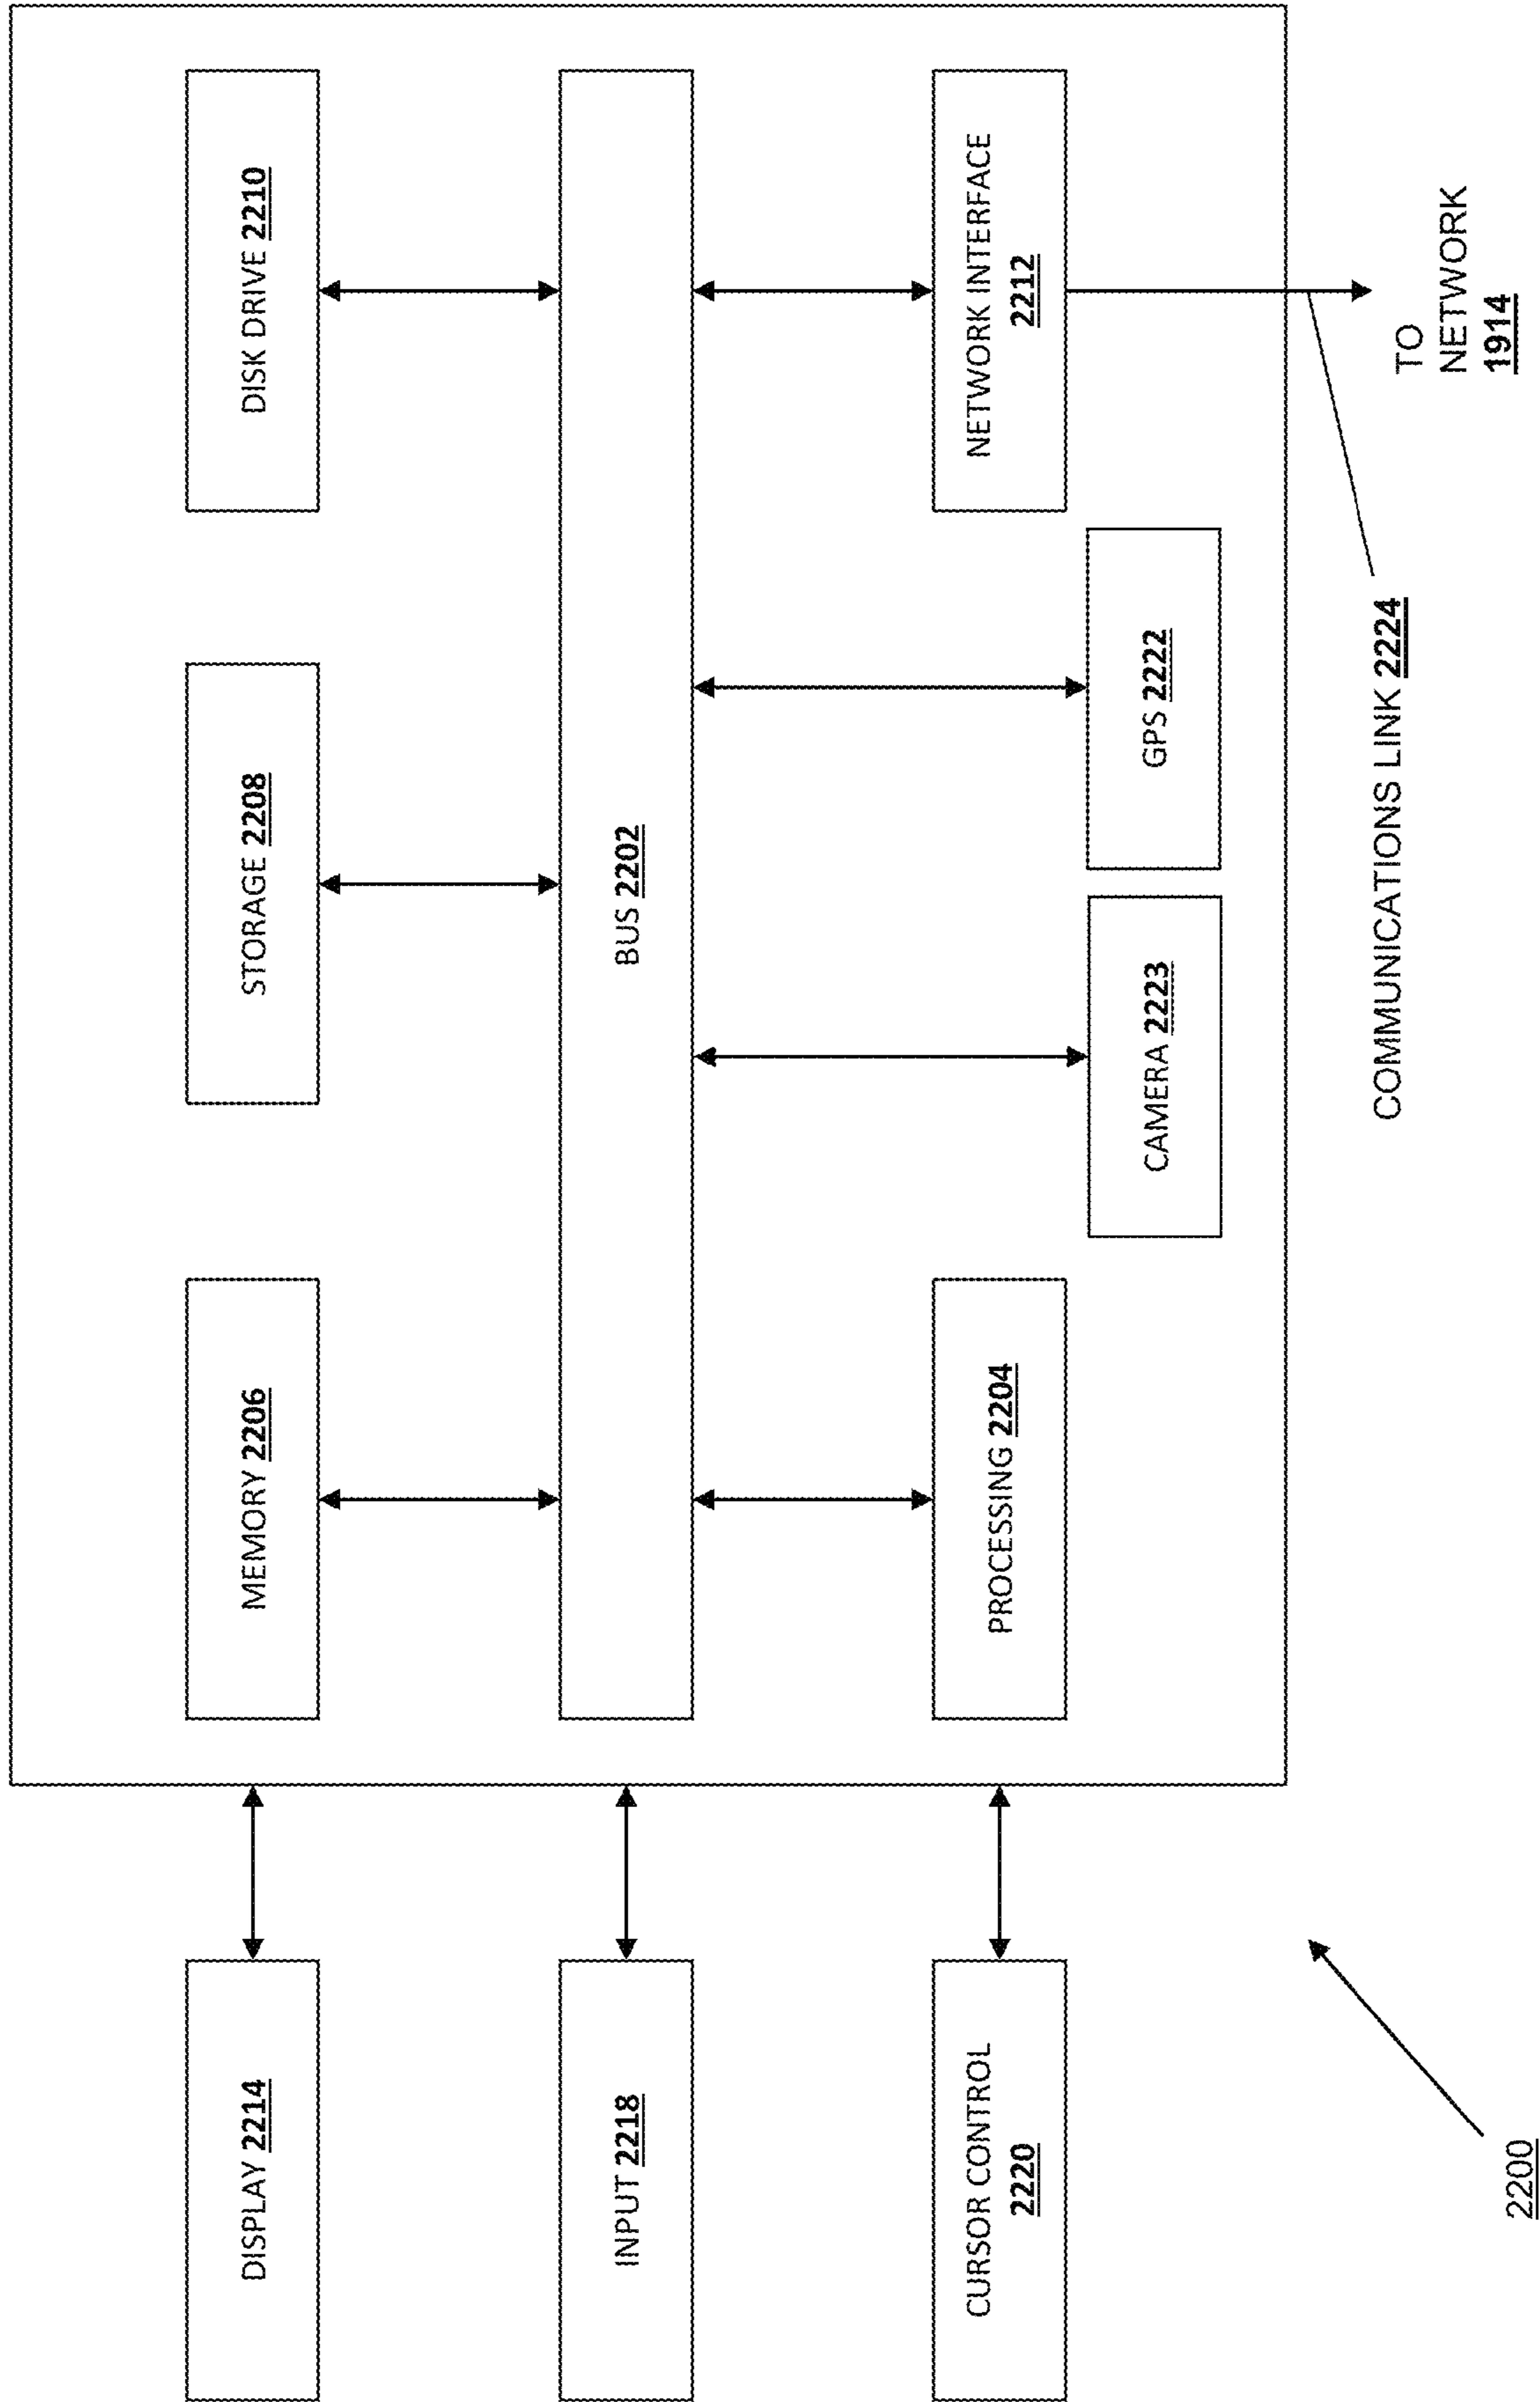 DISPLAY 2214
MEMORY 2206
STORAGE 2208
DISK DRIVE 2210
INPUT 2218
BUS 2202
CURSOR CONTROL
2220
PROCESSING 2204
NETWORK INTERFACE
2212
CAMERA 2223
GPS 2222
COMMUNICATIONS LINK 2224
TO
NETWORK
1914
2200